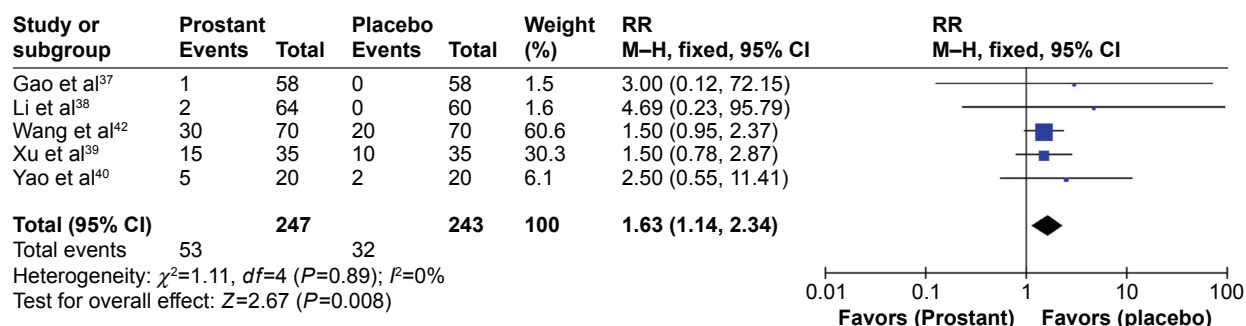 Study or Prostant Placebo Weight RR RR
subgroup Events Total Events Total (%) M–H, fixed, 95% CI M–H, fixed, 95% CI
Gao et al³⁷ 1 58 0 58 1.5 3.00 (0.12, 72.15)
Li et al³⁸ 2 64 0 60 1.6 4.69 (0.23, 95.79)
Wang et al⁴² 30 70 20 70 60.6 1.50 (0.95, 2.37)
Xu et al³⁹ 15 35 10 35 30.3 1.50 (0.78, 2.87)
Yao et al⁴⁰ 5 20 2 20 6.1 2.50 (0.55, 11.41)
Total (95% CI) 247 243 100 1.63 (1.14, 2.34)
Total events 53 32
Heterogeneity: χ²=1.11, df=4 (P=0.89); I²=0%
Test for overall effect: Z=2.67 (P=0.008)
0.01 0.1 1 10 100
Favors (Prostant) Favors (placebo)